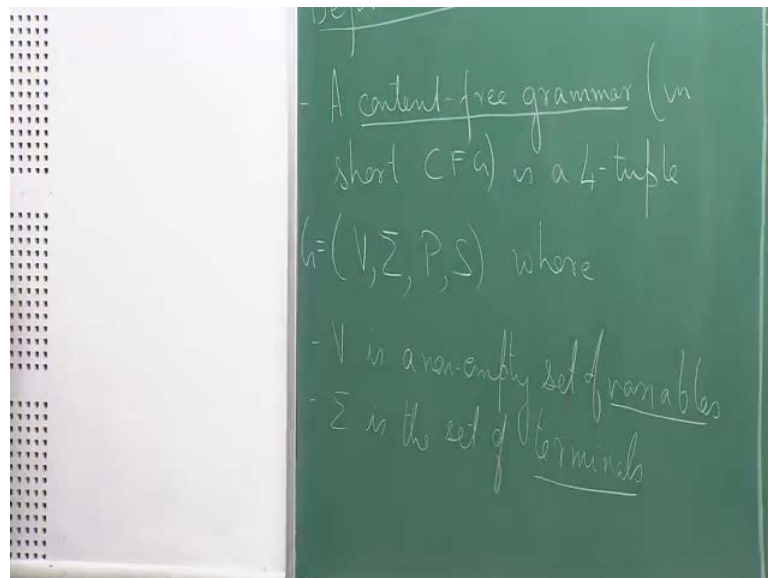 Defin
- A context-free grammar (in
short CFG) is a 4-tuple
G=(V,Σ,P,S) where
- V is a non-empty set of variables
- Σ is the set of terminals